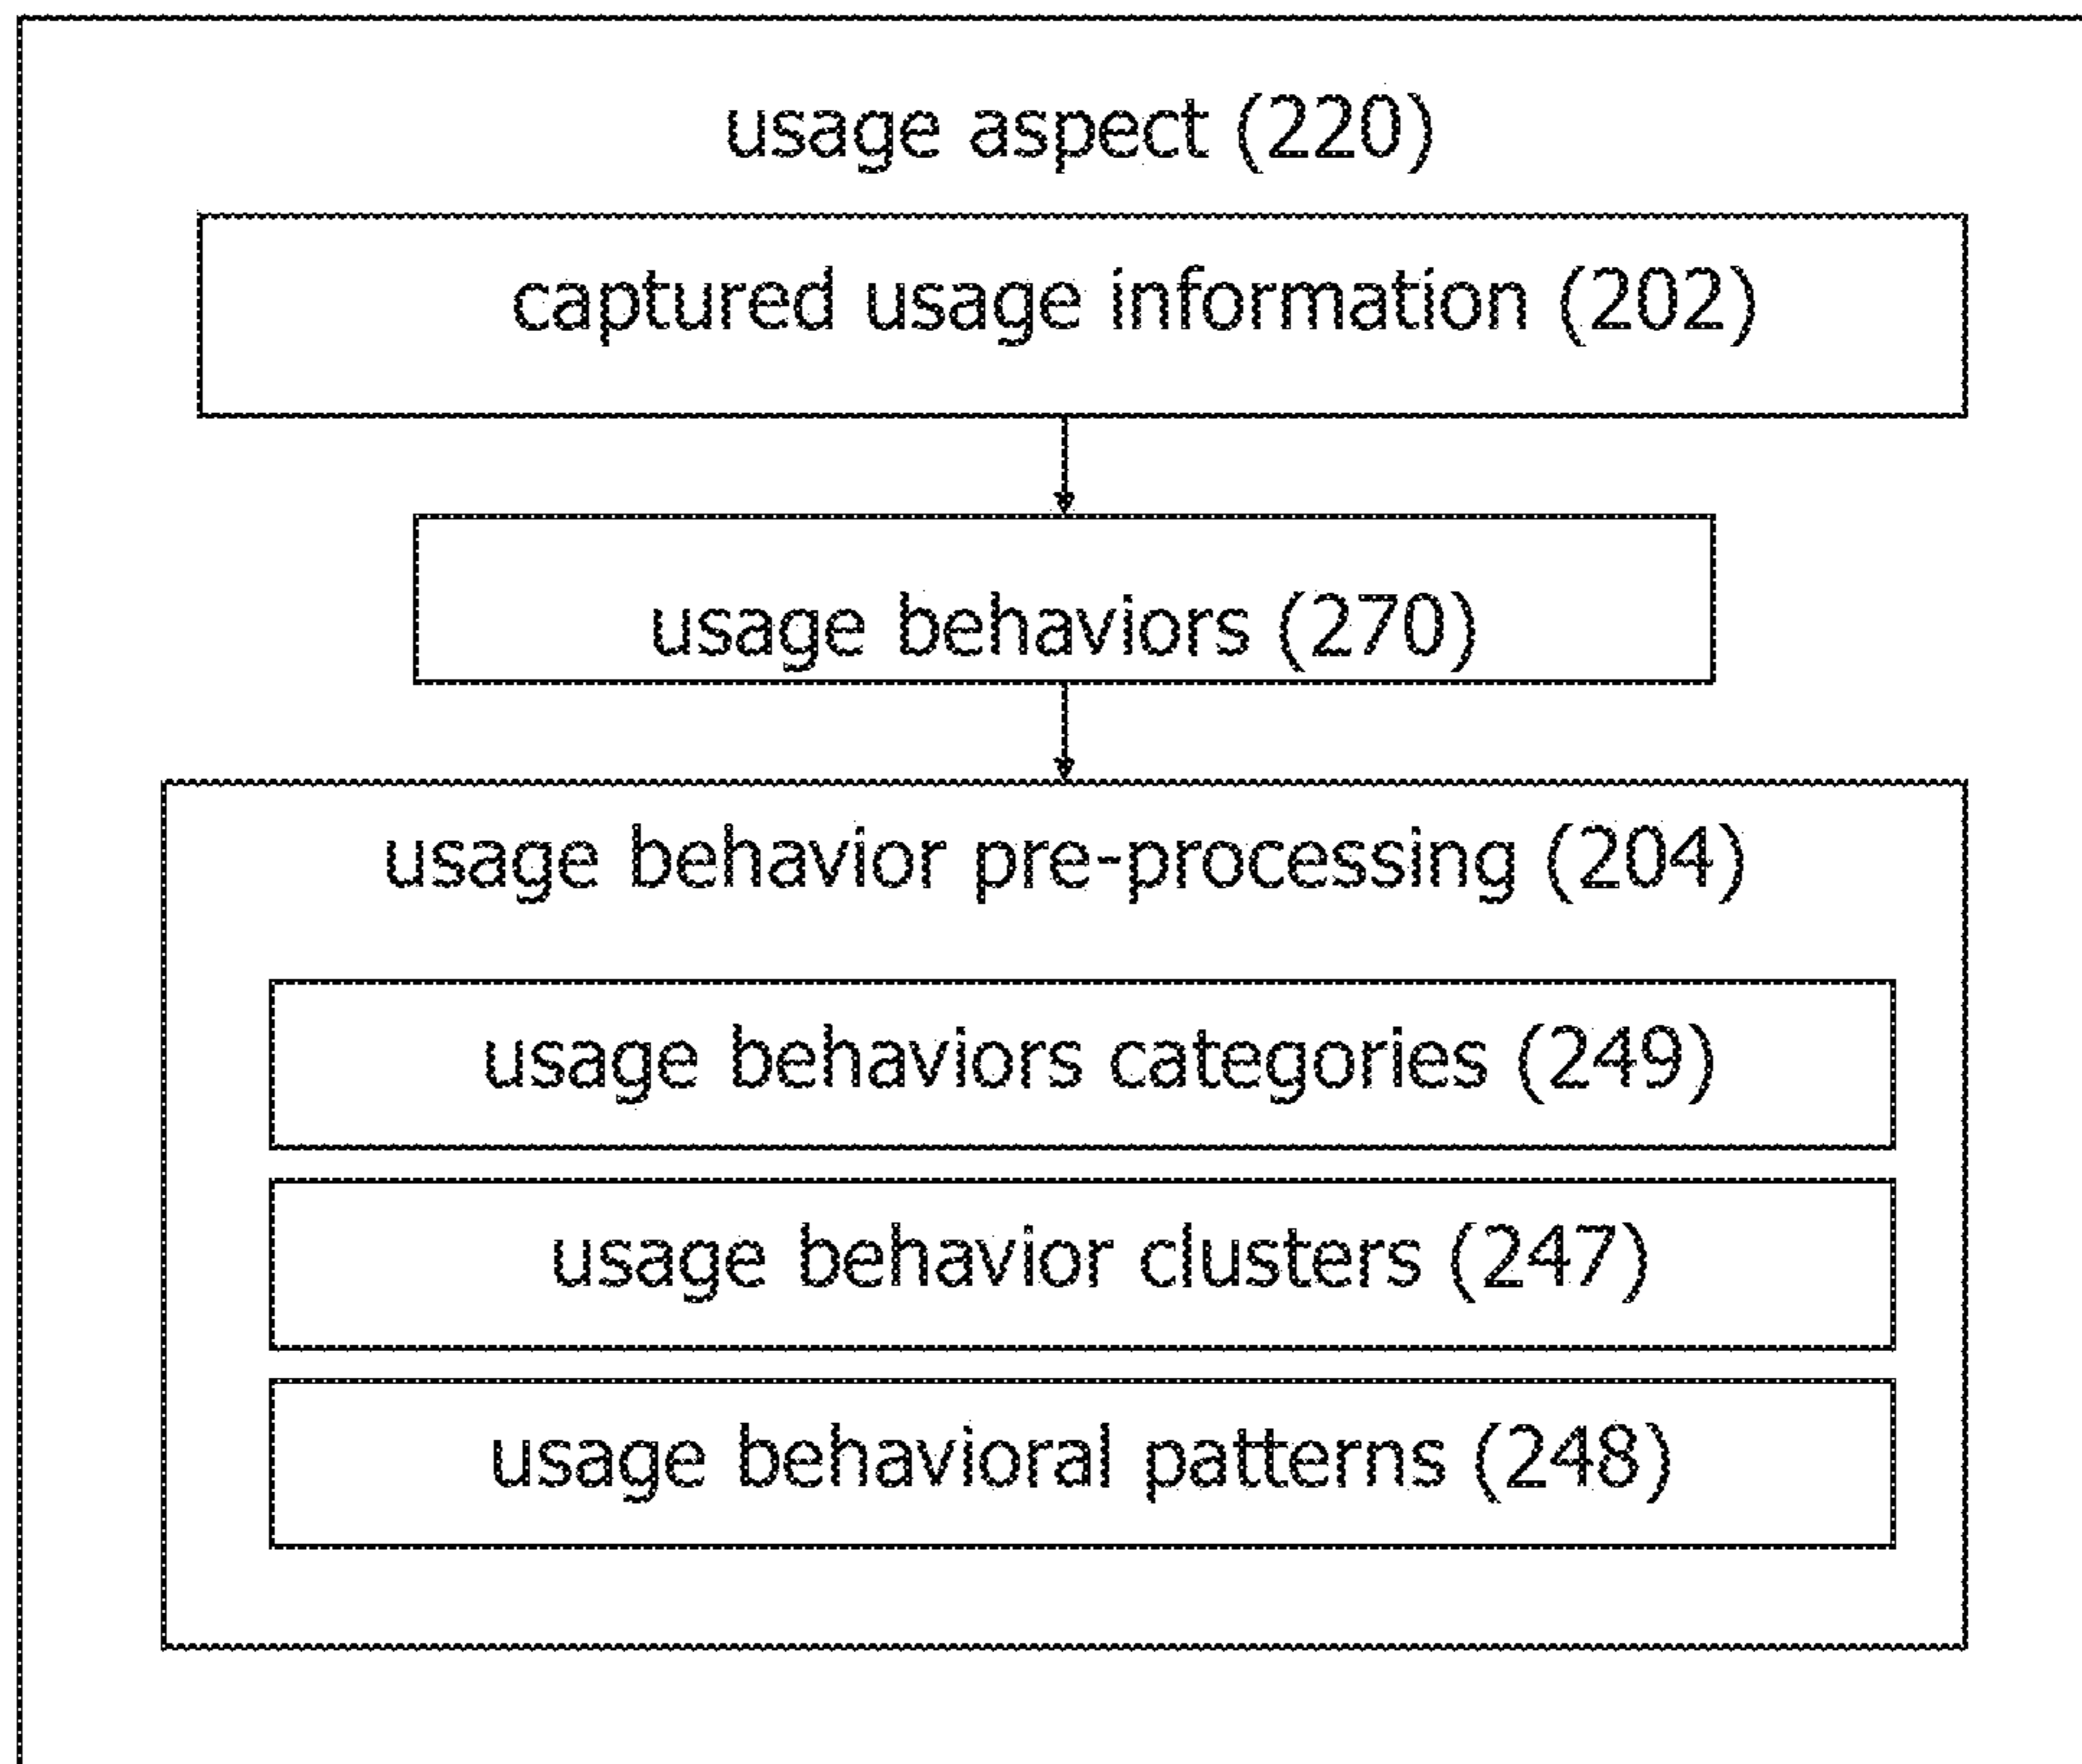 usage aspect (220)
captured usage information (202)
usage behaviors (270)
usage behavior pre-processing (204)
usage behaviors categories (249)
usage behavior clusters (247)
usage behavioral patterns (248)